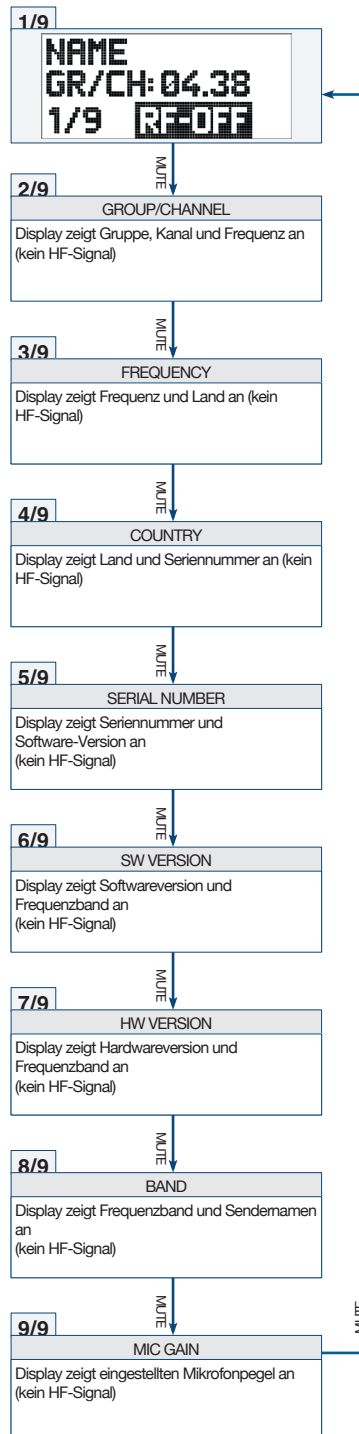 1/9
NAME
GR/CH:04.38
1/9 RF=OFF
MUTE
2/9
GROUP/CHANNEL
Display zeigt Gruppe, Kanal und Frequenz an
(kein HF-Signal)
MUTE
3/9
FREQUENCY
Display zeigt Frequenz und Land an (kein
HF-Signal)
MUTE
4/9
COUNTRY
Display zeigt Land und Seriennummer an (kein
HF-Signal)
MUTE
5/9
SERIAL NUMBER
Display zeigt Seriennummer und
Software-Version an
(kein HF-Signal)
MUTE
6/9
SW VERSION
Display zeigt Softwareversion und
Frequenzband an
(kein HF-Signal)
MUTE
7/9
HW VERSION
Display zeigt Hardwareversion und
Frequenzband an
(kein HF-Signal)
MUTE
8/9
BAND
Display zeigt Frequenzband und Sendernamen
an
(kein HF-Signal)
MUTE
9/9
MIC GAIN
Display zeigt eingestellten Mikrofonpegel an
(kein HF-Signal)
MUTE